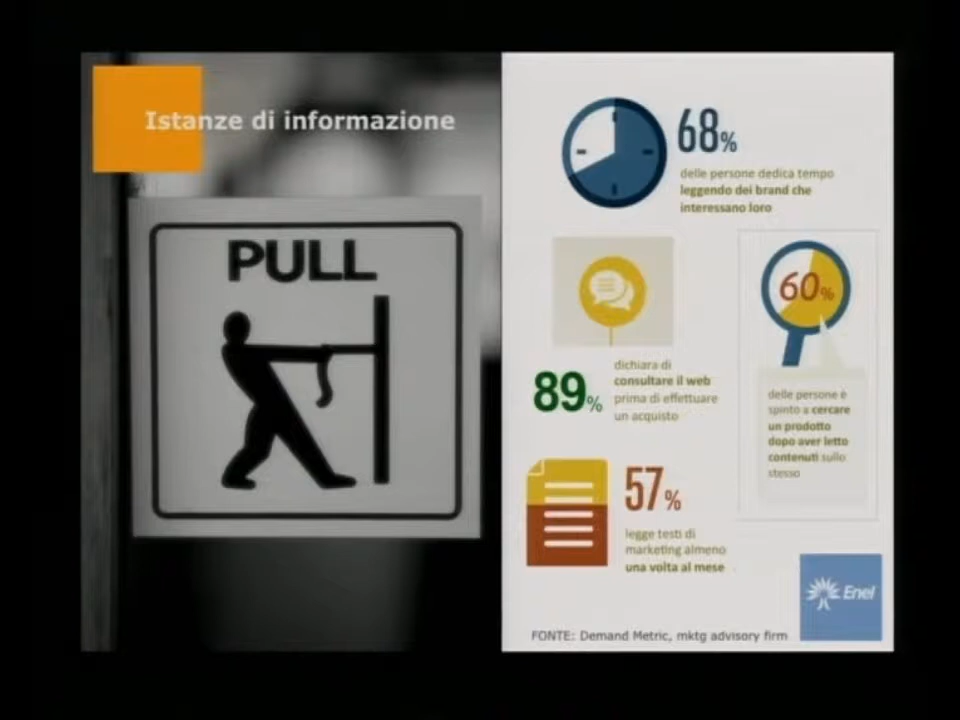 Istanze di informazione
PULL
68%
delle persone dedica tempo
leggendo dei brand che
interessano loro
60%
delle persone è
spinto a cercare
un prodotto
dopo aver letto
contenuti sullo
stesso
89%
dichiara di
consultare il web
prima di effettuare
un acquisto
57%
legge testi di
marketing almeno
una volta al mese
Enel
FONTE: Demand Metric, mktg advisory firm